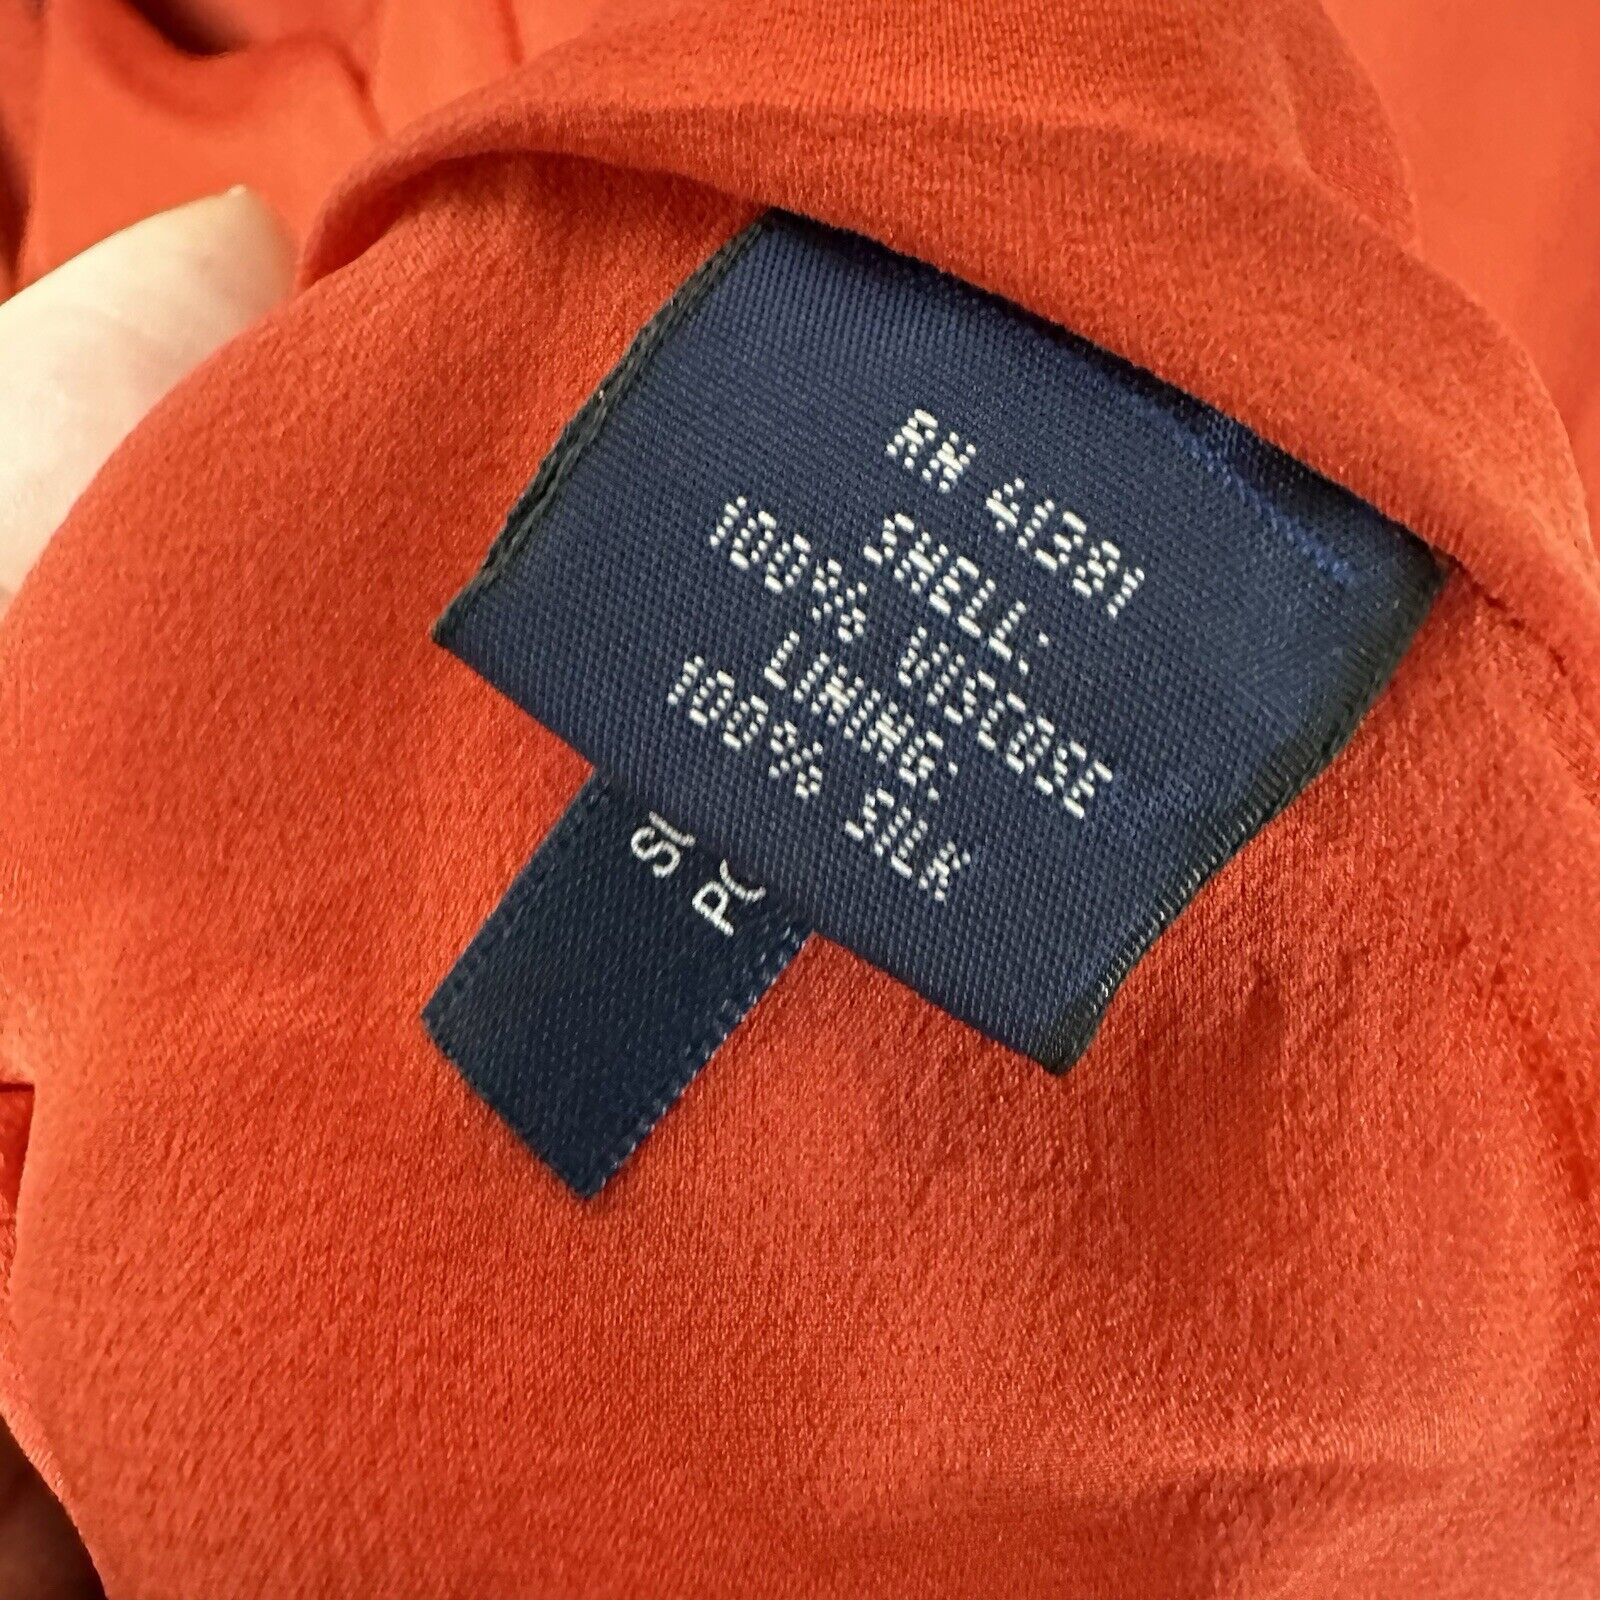 RN 41381
SHELL:
100% VISCOSE
LINING:
100% SILK